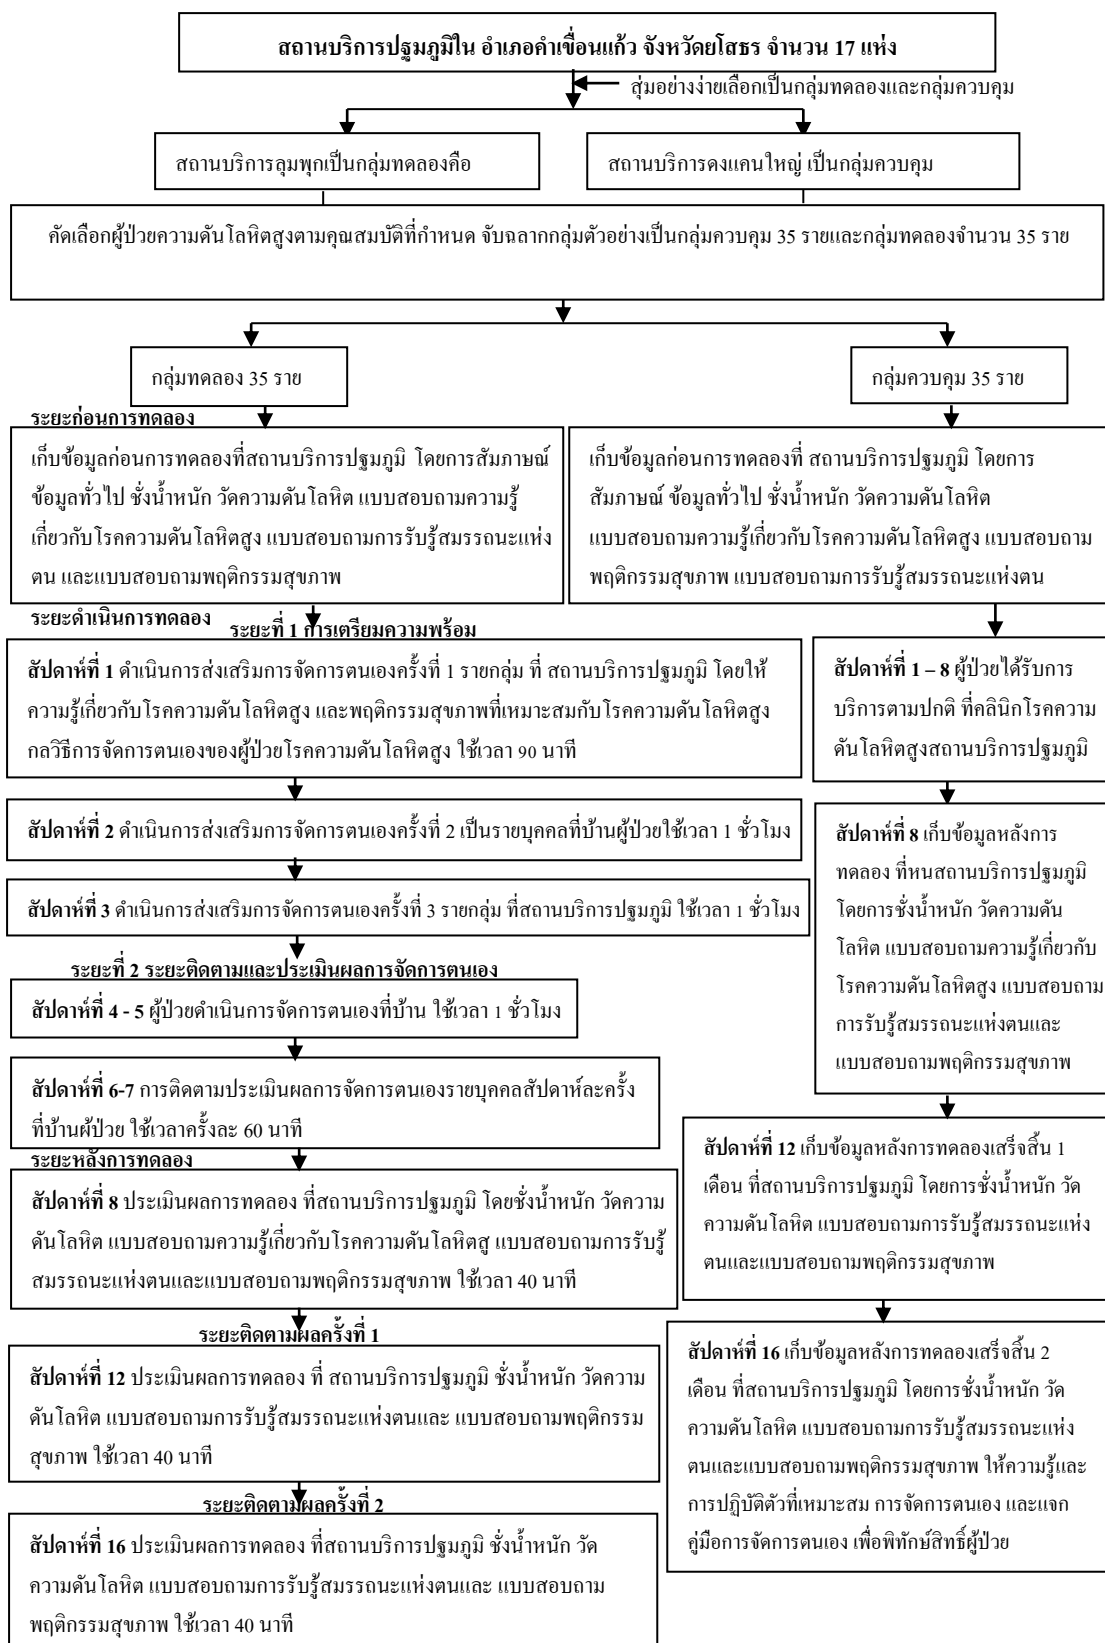 สถานบริการปฐมภูมิใน อำเภอคำเขื่อนแก้ว จังหวัดยโสธร จำนวน 17 แห่ง
สุ่มอย่างง่ายเลือกเป็นกลุ่มทดลองและกลุ่มควบคุม
สถานบริการลุมพุกเป็นกลุ่มทดลองคือ
สถานบริการดงแคนใหญ่ เป็นกลุ่มควบคุม
คัดเลือกผู้ป่วยความดันโลหิตสูงตามคุณสมบัติที่กำหนด จับฉลากกลุ่มตัวอย่างเป็นกลุ่มควบคุม 35 รายและกลุ่มทดลองจำนวน 35 ราย
กลุ่มทดลอง 35 ราย
กลุ่มควบคุม 35 ราย
ระยะก่อนการทดลอง
เก็บข้อมูลก่อนการทดลองที่สถานบริการปฐมภูมิ โดยการสัมภาษณ์
ข้อมูลทั่วไป ชั่งน้ำหนัก วัดความดันโลหิต แบบสอบถามความรู้
เกี่ยวกับโรคความดันโลหิตสูง แบบสอบถามการรับรู้สมรรถนะแห่ง
ตน และแบบสอบถามพฤติกรรมสุขภาพ
เก็บข้อมูลก่อนการทดลองที่ สถานบริการปฐมภูมิ โดยการ
สัมภาษณ์ ข้อมูลทั่วไป ชั่งน้ำหนัก วัดความดันโลหิต
แบบสอบถามความรู้เกี่ยวกับโรคความดันโลหิตสูง แบบสอบถาม
พฤติกรรมสุขภาพ แบบสอบถามการรับรู้สมรรถนะแห่งตน
ระยะดำเนินการทดลอง
ระยะที่ 1 การเตรียมความพร้อม
สัปดาห์ที่ 1 ดำเนินการส่งเสริมการจัดการตนเองครั้งที่ 1 รายกลุ่ม ที่ สถานบริการปฐมภูมิ โดยให้
ความรู้เกี่ยวกับโรคความดันโลหิตสูง และพฤติกรรมสุขภาพที่เหมาะสมกับโรคความดันโลหิตสูง
กลวิธีการจัดการตนเองของผู้ป่วยโรคความดันโลหิตสูง ใช้เวลา 90 นาที
สัปดาห์ที่ 1 – 8 ผู้ป่วยได้รับการ
บริการตามปกติ ที่คลินิกโรคความ
ดันโลหิตสูงสถานบริการปฐมภูมิ
สัปดาห์ที่ 2 ดำเนินการส่งเสริมการจัดการตนเองครั้งที่ 2 เป็นรายบุคคลที่บ้านผู้ป่วยใช้เวลา 1 ชั่วโมง
สัปดาห์ที่ 3 ดำเนินการส่งเสริมการจัดการตนเองครั้งที่ 3 รายกลุ่ม ที่สถานบริการปฐมภูมิ ใช้เวลา 1 ชั่วโมง
สัปดาห์ที่ 8 เก็บข้อมูลหลังการ
ทดลอง ที่หนสถานบริการปฐมภูมิ
โดยการชั่งน้ำหนัก วัดความดัน
โลหิต แบบสอบถามความรู้เกี่ยวกับ
โรคความดันโลหิตสูง แบบสอบถาม
การรับรู้สมรรถนะแห่งตนและ
แบบสอบถามพฤติกรรมสุขภาพ
ระยะที่ 2 ระยะติดตามและประเมินผลการจัดการตนเอง
สัปดาห์ที่ 4 - 5 ผู้ป่วยดำเนินการจัดการตนเองที่บ้าน ใช้เวลา 1 ชั่วโมง
สัปดาห์ที่ 6-7 การติดตามประเมินผลการจัดการตนเองรายบุคคลสัปดาห์ละครั้ง
ที่บ้านผู้ป่วย ใช้เวลาครั้งละ 60 นาที
สัปดาห์ที่ 12 เก็บข้อมูลหลังการทดลองเสร็จสิ้น 1
เดือน ที่สถานบริการปฐมภูมิ โดยการชั่งน้ำหนัก วัด
ความดันโลหิต แบบสอบถามการรับรู้สมรรถนะแห่ง
ตนและแบบสอบถามพฤติกรรมสุขภาพ
ระยะหลังการทดลอง
สัปดาห์ที่ 8 ประเมินผลการทดลอง ที่สถานบริการปฐมภูมิ โดยชั่งน้ำหนัก วัดความ
ดันโลหิต แบบสอบถามความรู้เกี่ยวกับโรคความดันโลหิตสู แบบสอบถามการรับรู้
สมรรถนะแห่งตนและแบบสอบถามพฤติกรรมสุขภาพ ใช้เวลา 40 นาที
ระยะติดตามผลครั้งที่ 1
สัปดาห์ที่ 12 ประเมินผลการทดลอง ที่ สถานบริการปฐมภูมิ ชั่งน้ำหนัก วัดความ
ดันโลหิต แบบสอบถามการรับรู้สมรรถนะแห่งตนและ แบบสอบถามพฤติกรรม
สุขภาพ ใช้เวลา 40 นาที
สัปดาห์ที่ 16 เก็บข้อมูลหลังการทดลองเสร็จสิ้น 2
เดือน ที่สถานบริการปฐมภูมิ โดยการชั่งน้ำหนัก วัด
ความดันโลหิต แบบสอบถามการรับรู้สมรรถนะแห่ง
ตนและแบบสอบถามพฤติกรรมสุขภาพ ให้ความรู้และ
การปฏิบัติตัวที่เหมาะสม การจัดการตนเอง และแจก
คู่มือการจัดการตนเอง เพื่อพิทักษ์สิทธิ์ผู้ป่วย
ระยะติดตามผลครั้งที่ 2
สัปดาห์ที่ 16 ประเมินผลการทดลอง ที่สถานบริการปฐมภูมิ ชั่งน้ำหนัก วัด
ความดันโลหิต แบบสอบถามการรับรู้สมรรถนะแห่งตนและ แบบสอบถาม
พฤติกรรมสุขภาพ ใช้เวลา 40 นาที